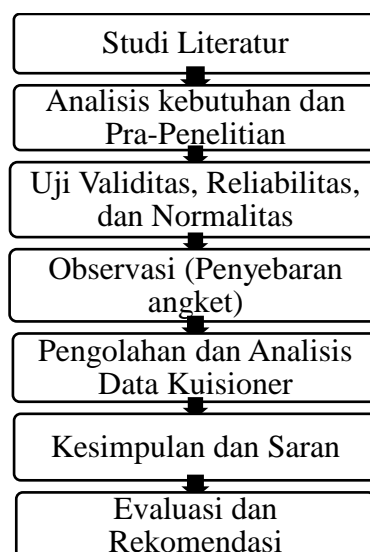 Studi Literatur
Analisis kebutuhan dan
Pra-Penelitian
Uji Validitas, Reliabilitas,
dan Normalitas
Observasi (Penyebaran
angket)
Pengolahan dan Analisis
Data Kuisioner
Kesimpulan dan Saran
Evaluasi dan
Rekomendasi